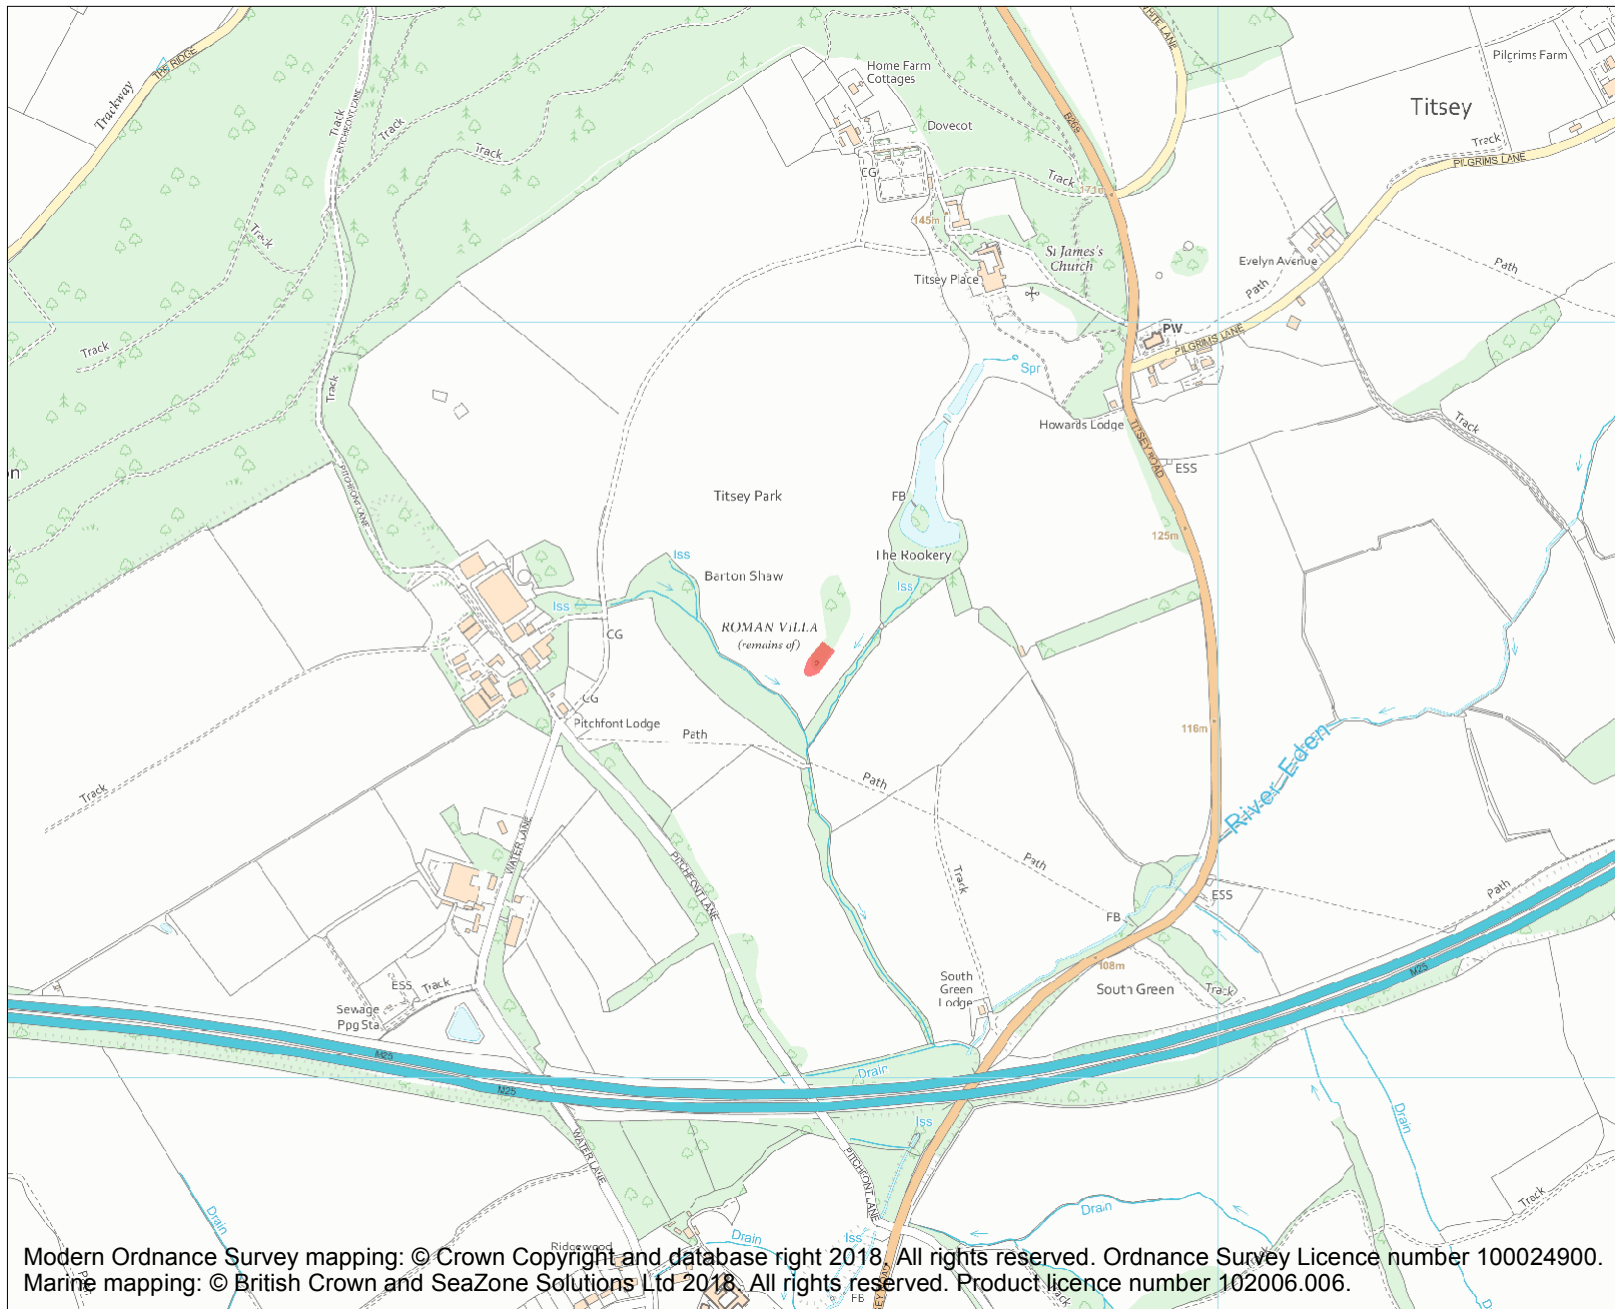 THE RIDGE
WHITE LANE
Home Farm
Cottages
Pilgrims Farm
Trackway
Track
PITCHFONT LANE
Track
Track
B269
Titsey
Dovecot
Track
PILGRIMS LANE
CG
Track
171m
145m
Track
St James's
Church
Evelyn Avenue
Path
Titsey Place
Path
PW
PILGRIMS LANE
Track
Spr
Track
Howards Lodge
TITSEY ROAD
Track
ESS
PITCHFONT LANE
Titsey Park
FB
125m
Iss
The Rookery
Barton Shaw
Iss
Iss
ROMAN VILLA
(remains of)
CG
CG
Pitchfont Lodge
Path
116m
River Eden
Path
Track
WATER LANE
PITCHFONT LANE
Track
Path
Path
ESS
FB
108m
South
Green
Lodge
South Green
Track
M25
ESS
Track
Sewage
Ppg Sta
M25
Drain
M25
Iss
Drain
WATER LANE
PITCHFONT LANE
Track
Drain
Drain
Drain
Iss
Ridgewood
Track
Modern Ordnance Survey mapping: © Crown Copyright and database right 2018. All rights reserved. Ordnance Survey Licence number 100024900.
Marine mapping: © British Crown and SeaZone Solutions Ltd 2018. All rights reserved. Product licence number 102006.006.
Path
FB
Track